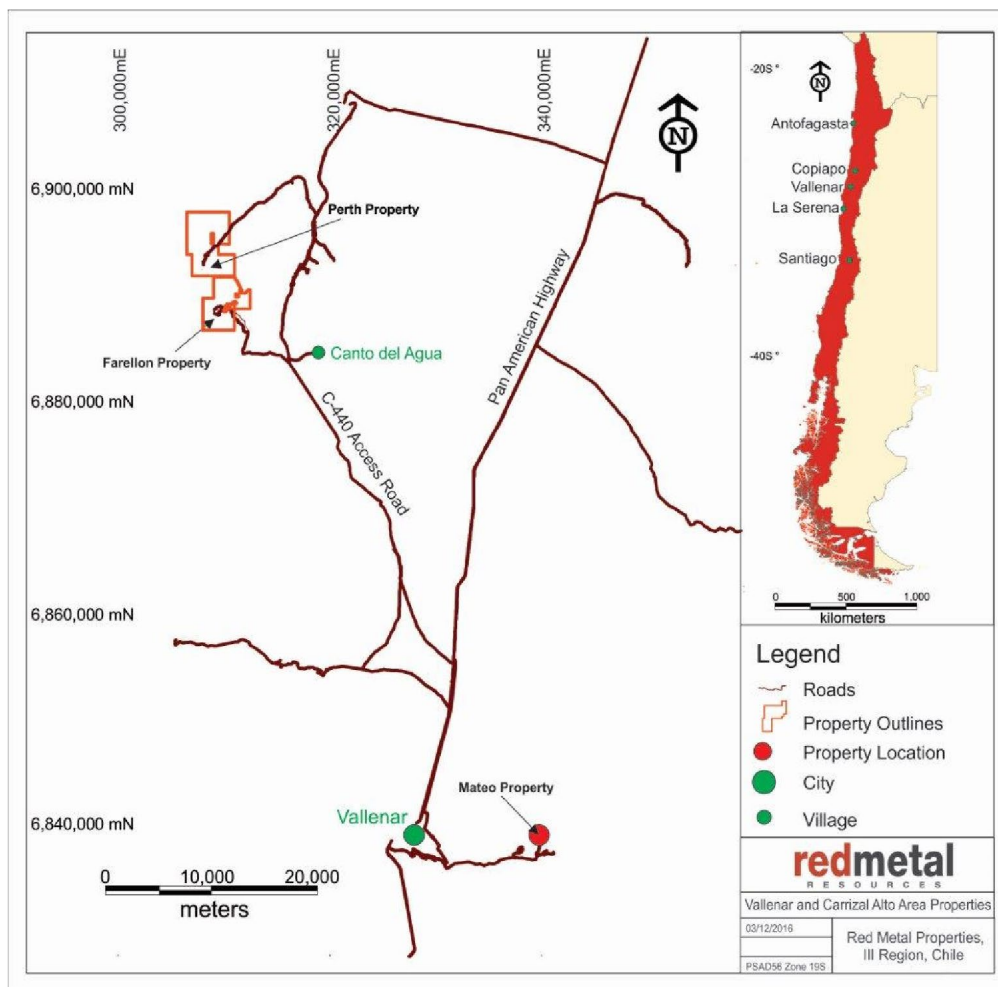 300,000mE
320,000mE
340,000mE
N
6,900,000 mN
Perth Property
Farellon Property
Canto del Agua
6,880,000 mN
C-440 Access Road
Pan American Highway
6,860,000 mN
Mateo Property
Vallenar
6,840,000 mN
0 10,000 20,000
meters
-20S °
N
Antofagasta
Copiapo
Vallenar
La Serena
Santiago
-40S °
0 500 1,000
kilometers
Legend
Roads
Property Outlines
Property Location
City
Village
redmetal
RESOURCES
Vallenar and Carrizal Alto Area Properties
03/12/2016
Red Metal Properties,
III Region, Chile
PSAD56 Zone 19S